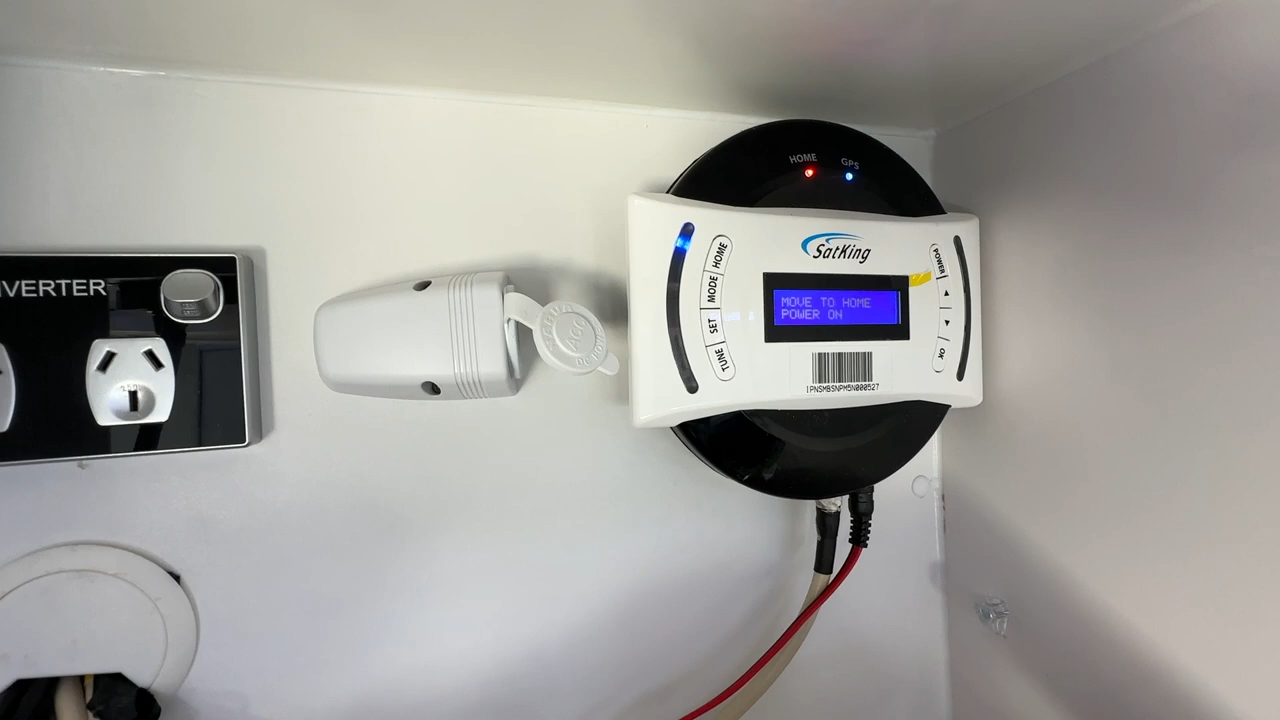 HOME
GPS
SatKing
HOME
MODE
SET
TUNE
POWER
OK
MOVE TO HOME
POWER ON
IPNSMBSNPM5N000527
VERTER